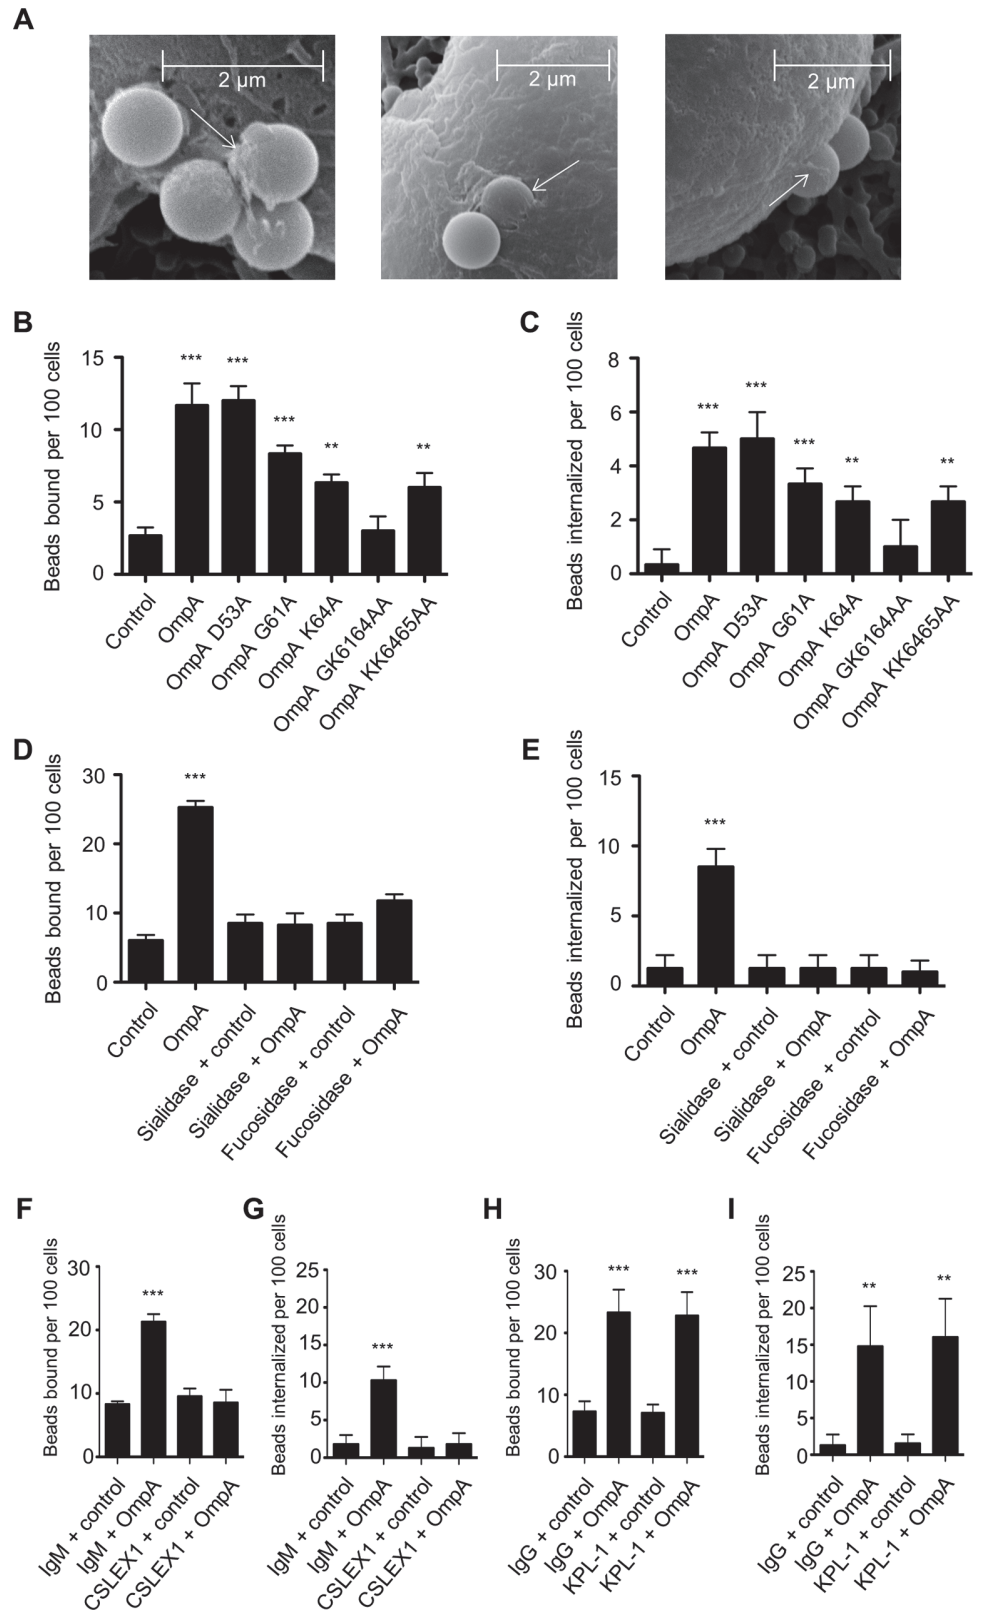 A
2 µm
2 µm
2 µm
B
Beads bound per 100 cells
15
10
5
0
***
***
***
**
**
Control
OmpA
OmpA D53A
OmpA G61A
OmpA K64A
OmpA GK6164AA
OmpA KK6465AA
C
Beads internalized per 100 cells
8
6
4
2
0
***
***
***
**
**
Control
OmpA
OmpA D53A
OmpA G61A
OmpA K64A
OmpA GK6164AA
OmpA KK6465AA
D
Beads bound per 100 cells
30
20
10
0
***
Control
OmpA
Sialidase + control
Sialidase + OmpA
Fucosidase + control
Fucosidase + OmpA
E
Beads internalized per 100 cells
15
10
5
0
***
Control
OmpA
Sialidase + control
Sialidase + OmpA
Fucosidase + control
Fucosidase + OmpA
F
Beads bound per 100 cells
30
20
10
0
***
IgM + control
IgM + OmpA
CSLEX1 + control
CSLEX1 + OmpA
G
Beads internalized per 100 cells
25
20
15
10
5
0
***
IgM + control
IgM + OmpA
CSLEX1 + control
CSLEX1 + OmpA
H
Beads bound per 100 cells
30
20
10
0
***
***
IgG + control
IgG + OmpA
KPL-1 + control
KPL-1 + OmpA
I
Beads internalized per 100 cells
25
20
15
10
5
0
**
**
IgG + control
IgG + OmpA
KPL-1 + control
KPL-1 + OmpA